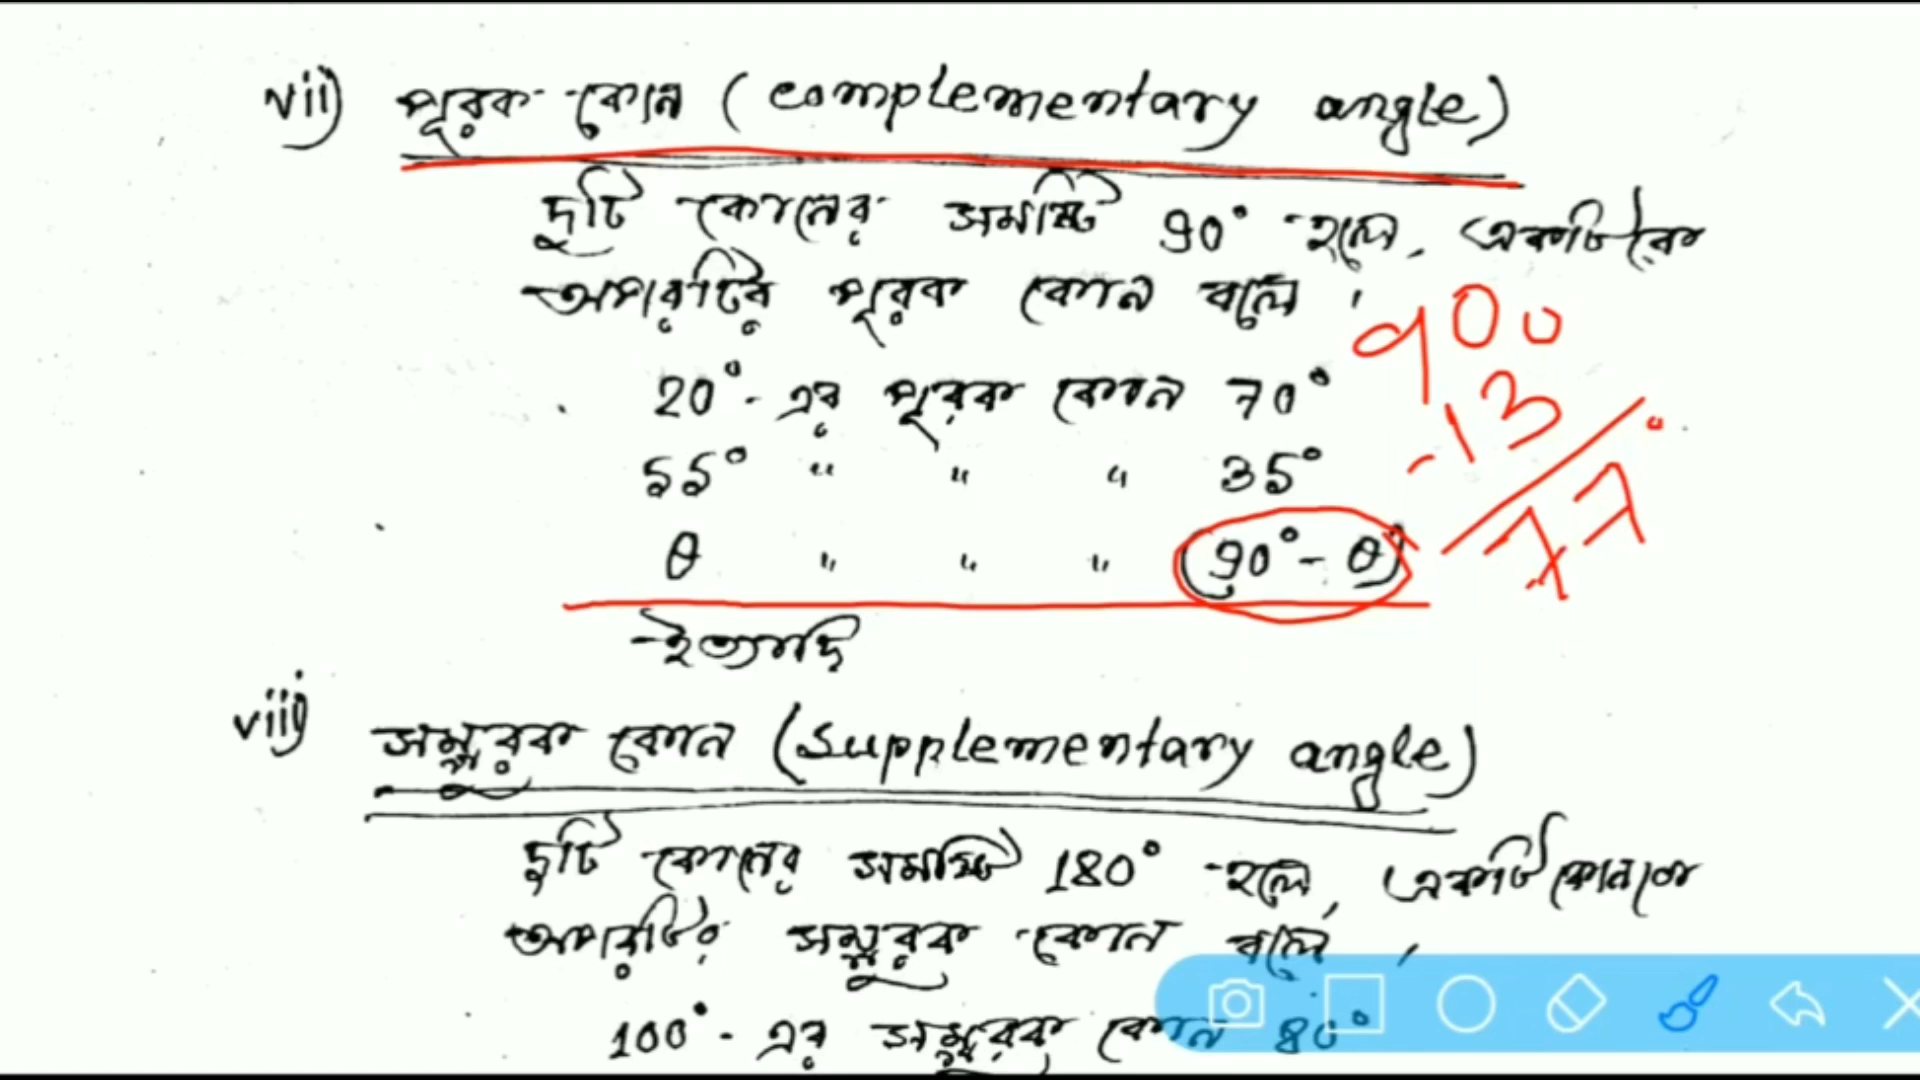 vii) পূরক কোন (complementary angle)
দুটি কোনের সমষ্টি 90° হলে, একটিকে
অপরটির পূরক কোন বলে।
90°
20° - এর পূরক কোন 70°
-13
55° " " " 35°
77°
θ " " " (90° - θ)
ইত্যাদি
viii) সম্পুরক কোন (Supplementary angle)
দুটি কোনের সমষ্টি 180° হলে, একটি কোনকে
অপরটির সম্পুরক কোন বলে।
100° - এর সম্পুরক কোন 80°